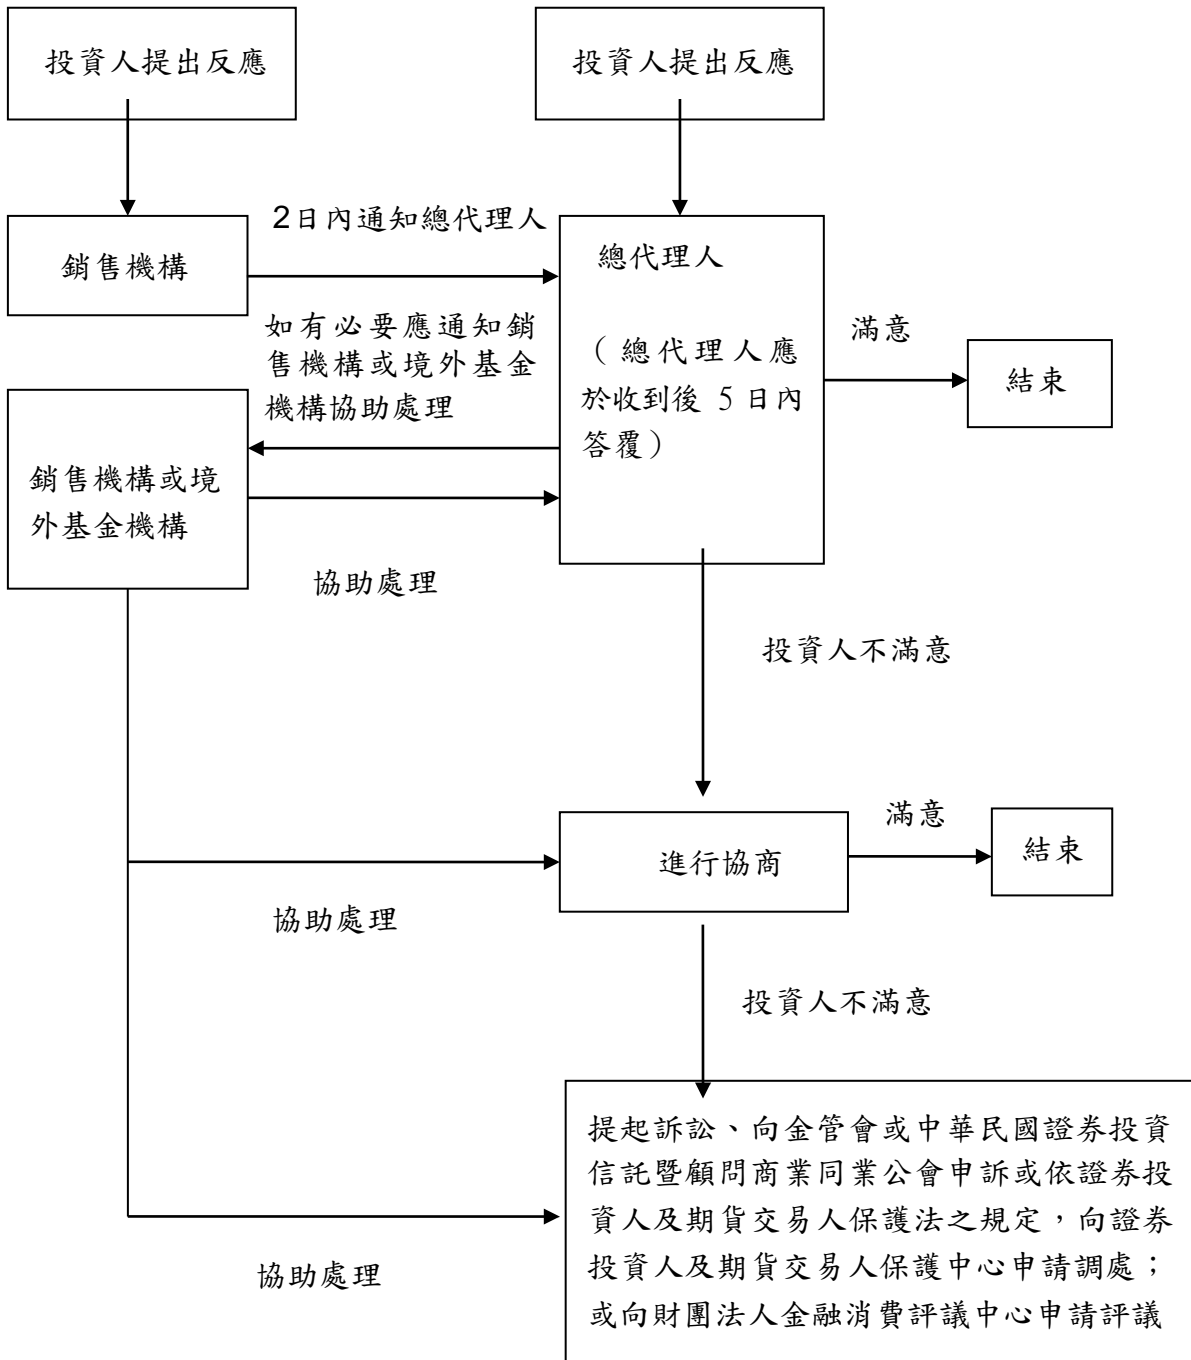 投資人提出反應
投資人提出反應
2日內通知總代理人
銷售機構
總代理人
（總代理人應
於收到後 5 日內
答覆）
如有必要應通知銷
售機構或境外基金
機構協助處理
滿意
結束
銷售機構或境
外基金機構
協助處理
投資人不滿意
進行協商
滿意
結束
協助處理
投資人不滿意
提起訴訟、向金管會或中華民國證券投資
信託暨顧問商業同業公會申訴或依證券投
資人及期貨交易人保護法之規定，向證券
投資人及期貨交易人保護中心申請調處；
或向財團法人金融消費評議中心申請評議
協助處理